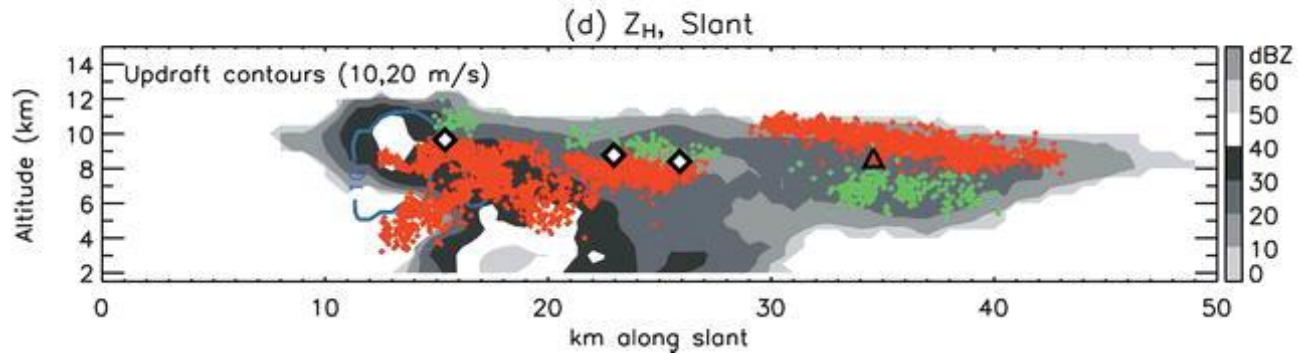 (d) Z_H, Slant
Updraft contours (10,20 m/s)
Altitude (km)
14
12
10
8
6
4
2
0 10 20 30 40 50
km along slant
dBZ
60
50
40
30
20
10
0